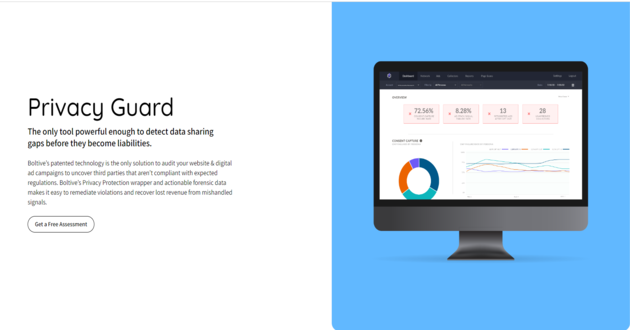 Privacy Guard
The only tool powerful enough to detect data sharing
gaps before they become liabilities.
Boltive's patented technology is the only solution to audit your website & digital
ad campaigns to uncover third parties that aren't compliant with expected
regulations. Boltive's Privacy Protection wrapper and actionable forensic data
makes it easy to remediate violations and recover lost revenue from mishandled
signals.
Get a Free Assessment
OVERVIEW
72.56%
8.28%
13
28